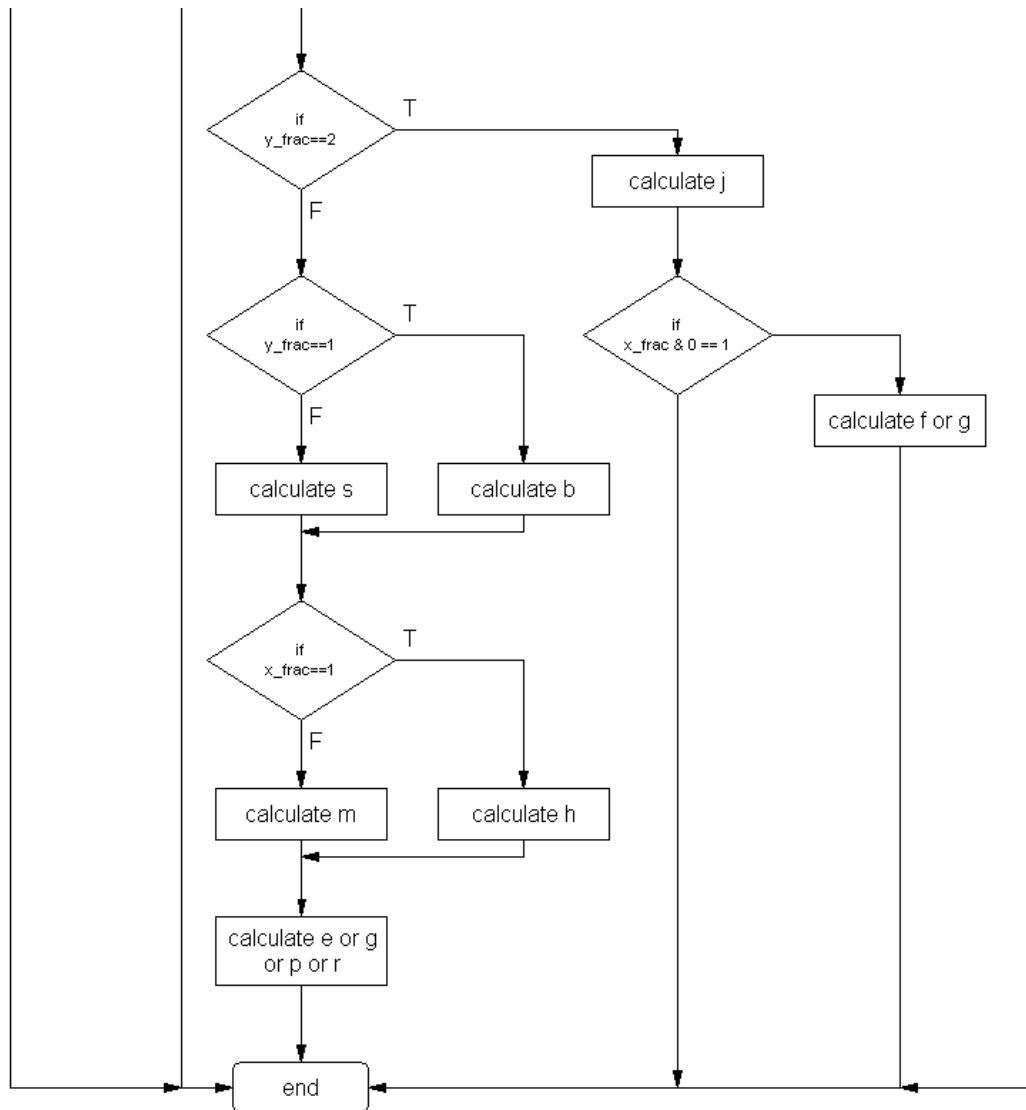 T
if
y_frac==2
calculate j
F
T
if
y_frac==1
if
x_frac & 0 == 1
F
calculate f or g
calculate s
calculate b
T
if
x_frac==1
F
calculate m
calculate h
calculate e or g
or p or r
end